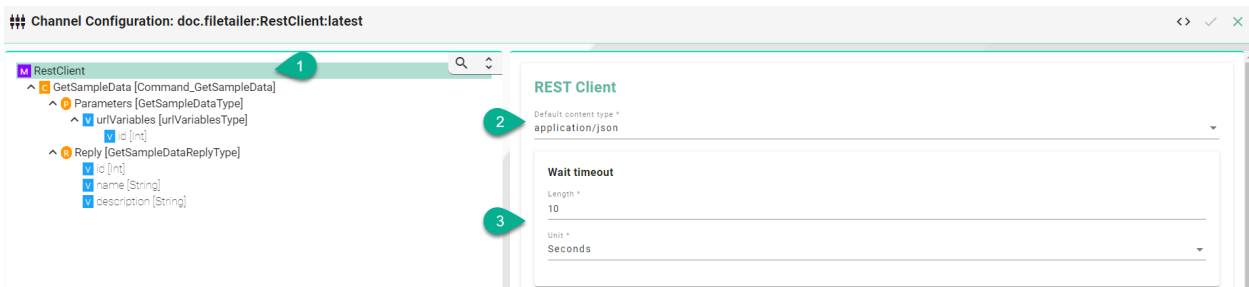 Channel Configuration: doc.filetailer:RestClient:latest
M RestClient
1
C GetSampleData [Command_GetSampleData]
P Parameters [GetSampleDataType]
V urlVariables [urlVariablesType]
V id [Int]
R Reply [GetSampleDataReplyType]
V id [Int]
V name [String]
V description [String]
REST Client
Default content type *
2
application/json
Wait timeout
Length *
10
3
Unit *
Seconds